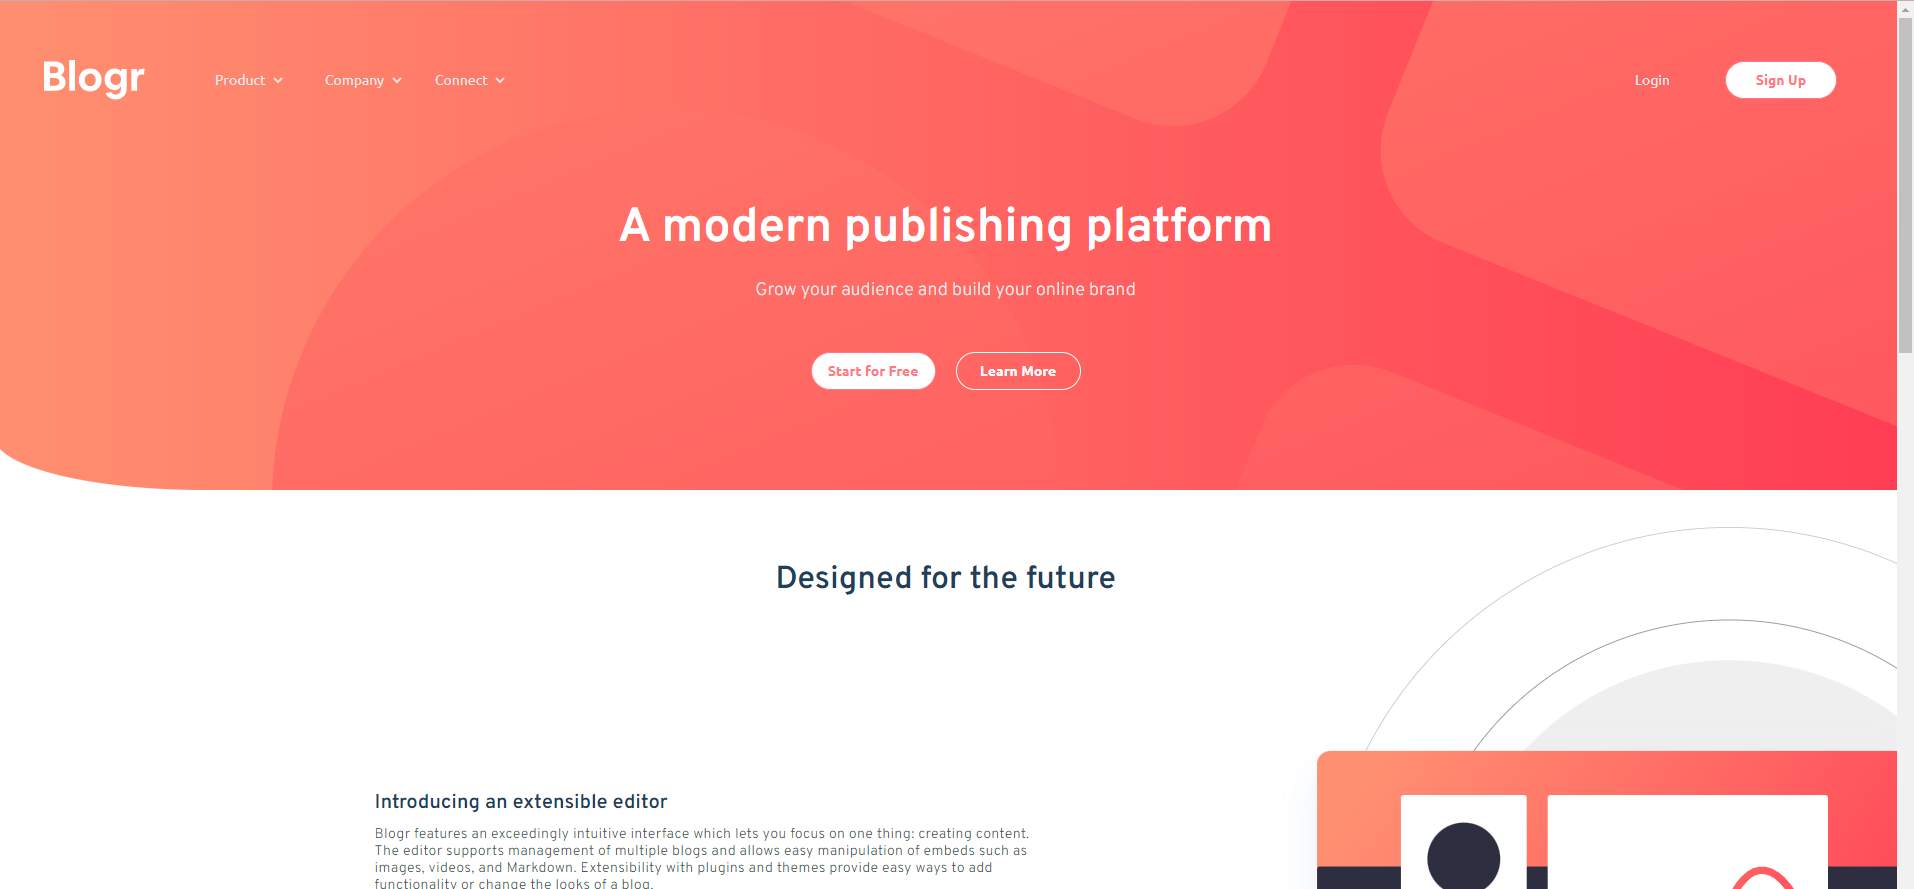 Blogr
Product
Company
Connect
Login
Sign Up
A modern publishing platform
Grow your audience and build your online brand
Start for Free
Learn More
Designed for the future
Introducing an extensible editor
Blogr features an exceedingly intuitive interface which lets you focus on one thing: creating content.
The editor supports management of multiple blogs and allows easy manipulation of embeds such as
images, videos, and Markdown. Extensibility with plugins and themes provide easy ways to add
functionality or change the looks of a blog.